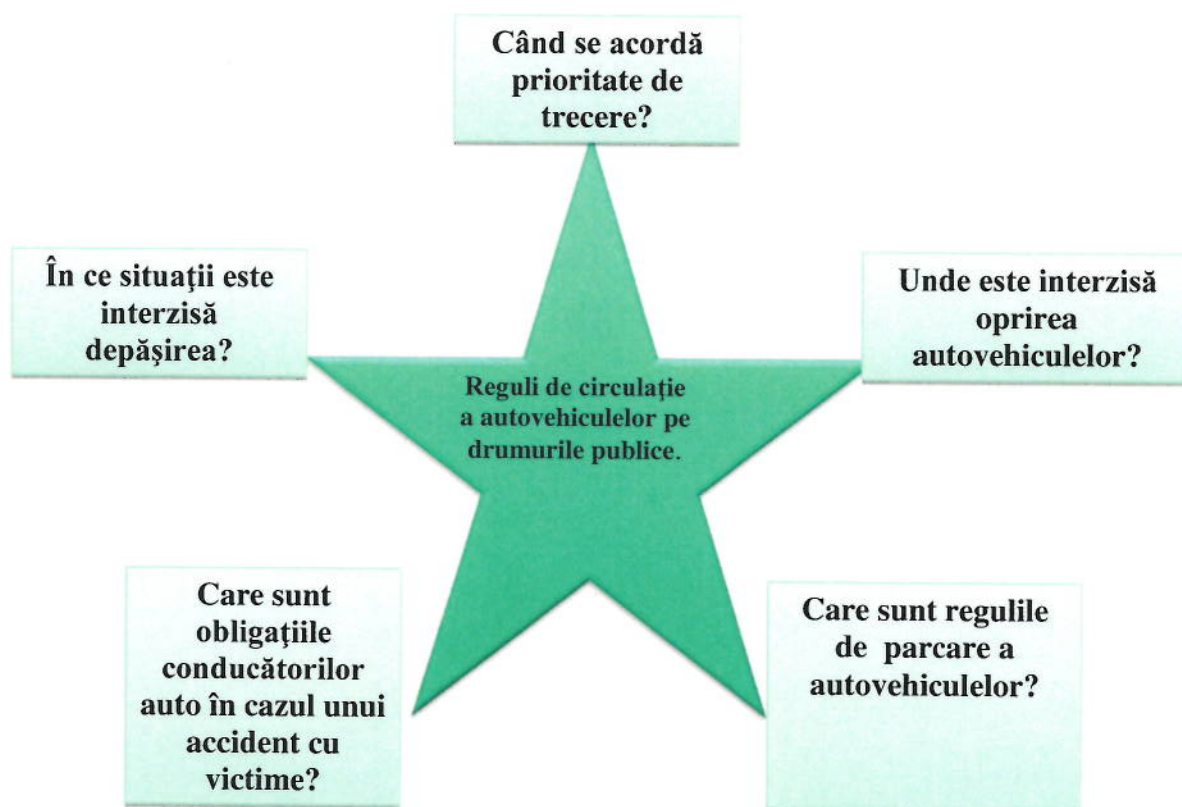 Când se acordă
prioritate de
trecere?
În ce situaţii este
interzisă
depăşirea?
Unde este interzisă
oprirea
autovehiculelor?
Reguli de circulaţie
a autovehiculelor pe
drumurile publice.
Care sunt
obligaţiile
conducătorilor
auto în cazul unui
accident cu
victime?
Care sunt regulile
de parcare a
autovehiculelor?